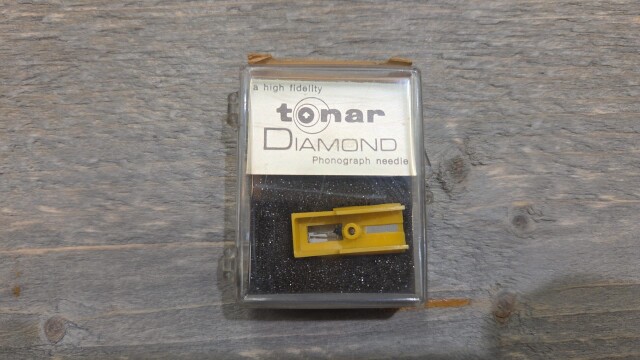 a high fidelity
tonar
DIAMOND
Phonograph needle